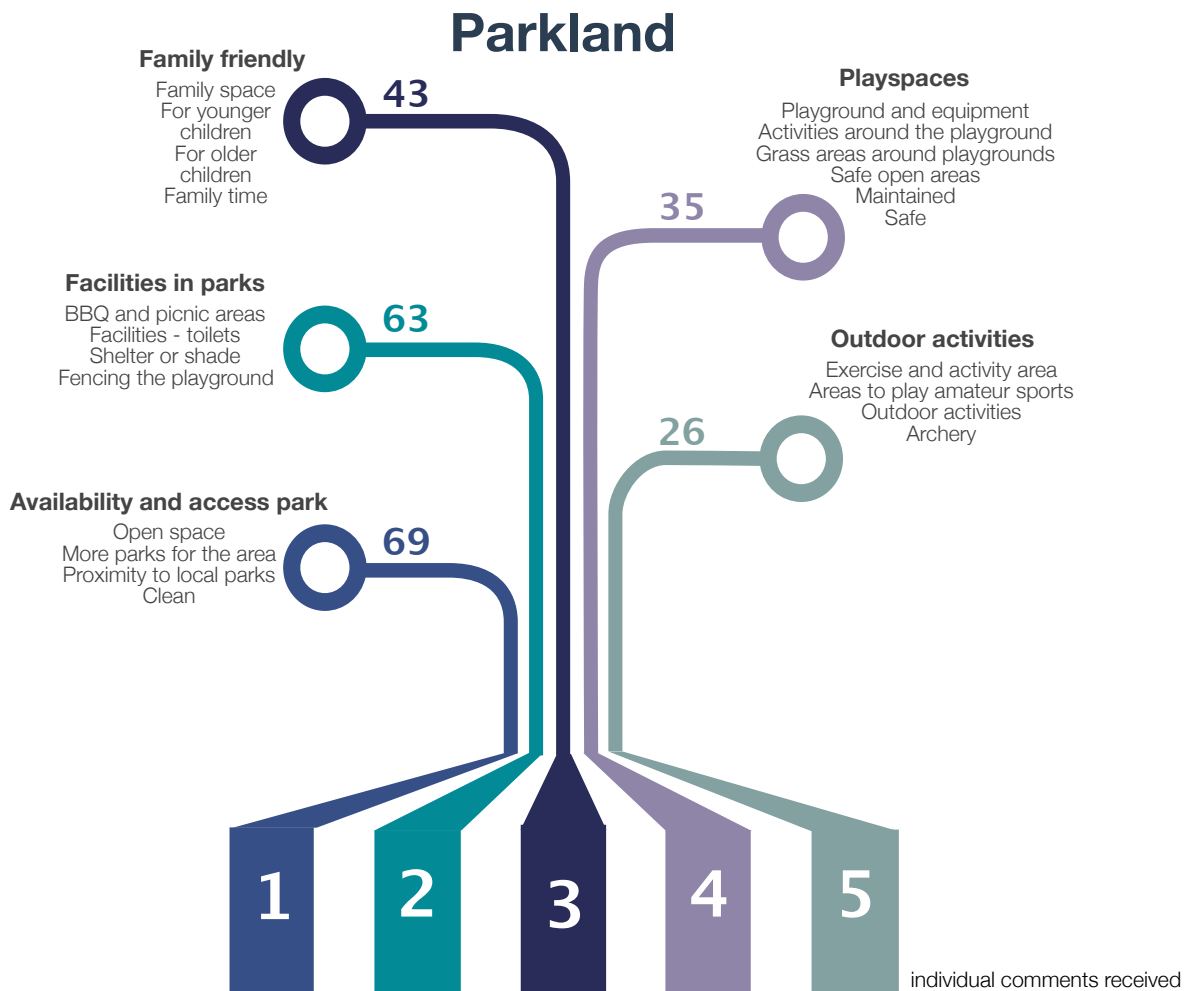 Parkland
Family friendly
Family space
For younger
children
For older
children
Family time
43
Playspaces
Playground and equipment
Activities around the playground
Grass areas around playgrounds
Safe open areas
Maintained
Safe
35
Facilities in parks
BBQ and picnic areas
Facilities - toilets
Shelter or shade
Fencing the playground
63
Outdoor activities
Exercise and activity area
Areas to play amateur sports
Outdoor activities
Archery
26
Availability and access park
Open space
More parks for the area
Proximity to local parks
Clean
69
1
2
3
4
5
individual comments received